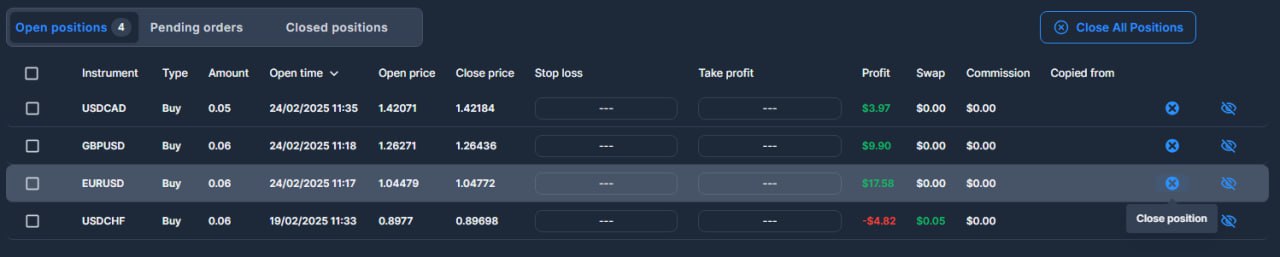 Open positions 4 Pending orders Closed positions Close All Positions
Instrument Type Amount Open time Open price Close price Stop loss Take profit Profit Swap Commission Copied from
USDCAD Buy 0.05 24/02/2025 11:35 1.42071 1.42184 --- --- $3.97 $0.00 $0.00
GBPUSD Buy 0.06 24/02/2025 11:18 1.26271 1.26436 --- --- $9.90 $0.00 $0.00
EURUSD Buy 0.06 24/02/2025 11:17 1.04479 1.04772 --- --- $17.58 $0.00 $0.00
USDCHF Buy 0.06 19/02/2025 11:33 0.8977 0.89698 --- --- -$4.82 $0.05 $0.00
Close position